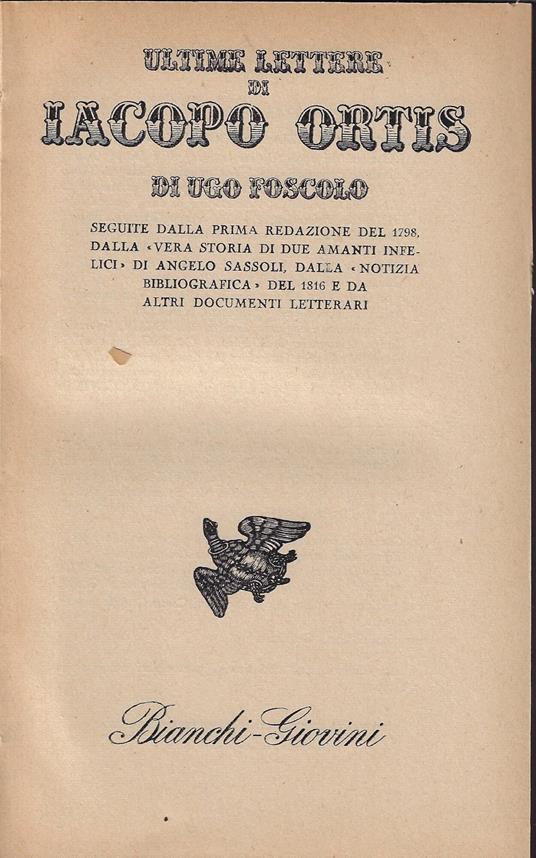 ULTIME LETTERE
DI
IACOPO ORTIS
DI UGO FOSCOLO
SEGUITE DALLA PRIMA REDAZIONE DEL 1798,
DALLA «VERA STORIA DI DUE AMANTI INFE-
LICI» DI ANGELO SASSOLI, DALLA «NOTIZIA
BIBLIOGRAFICA» DEL 1816 E DA
ALTRI DOCUMENTI LETTERARI
Bianchi-Giovini